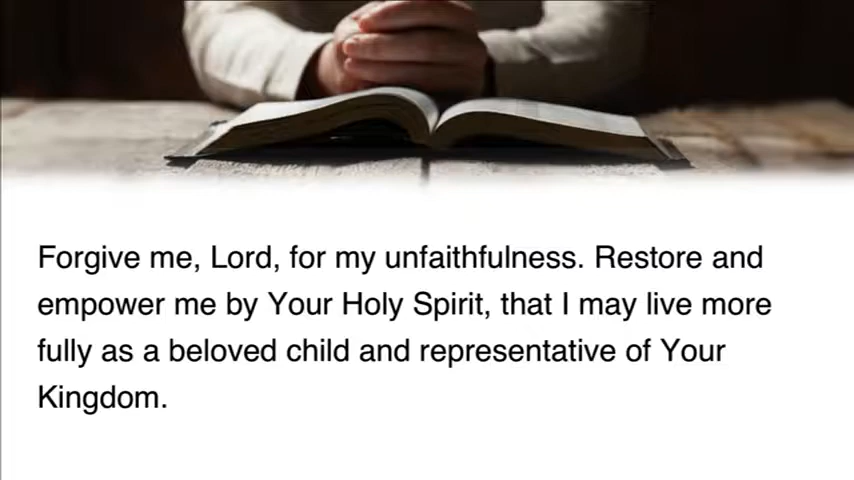 Forgive me, Lord, for my unfaithfulness. Restore and
empower me by Your Holy Spirit, that I may live more
fully as a beloved child and representative of Your
Kingdom.